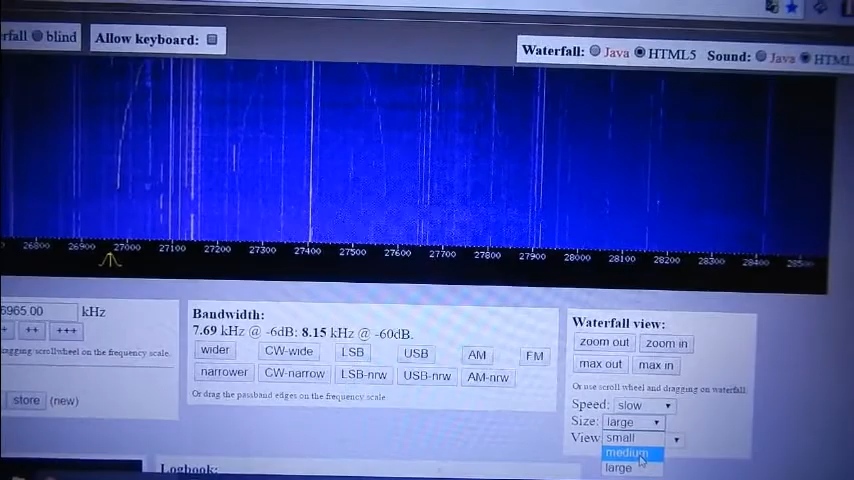 rfall blind Allow keyboard: Waterfall: Java HTML5 Sound: Java HTML
26800 26900 27000 27100 27200 27300 27400 27500 27600 27700 27800 27900 28000 28100 28200 28300 28400 28500
6965.00 kHz
+ ++ +++
dragging scrollwheel on the frequency scale.
store (new)
Bandwidth:
7.69 kHz @ -6dB; 8.15 kHz @ -60dB.
wider CW-wide LSB USB AM FM
narrower CW-narrow LSB-nrw USB-nrw AM-nrw
Or drag the passband edges on the frequency scale
Waterfall view:
zoom out zoom in
max out max in
Or use scroll wheel and dragging on waterfall.
Speed: slow
Size: large
small
View
medium
large
Logbook: